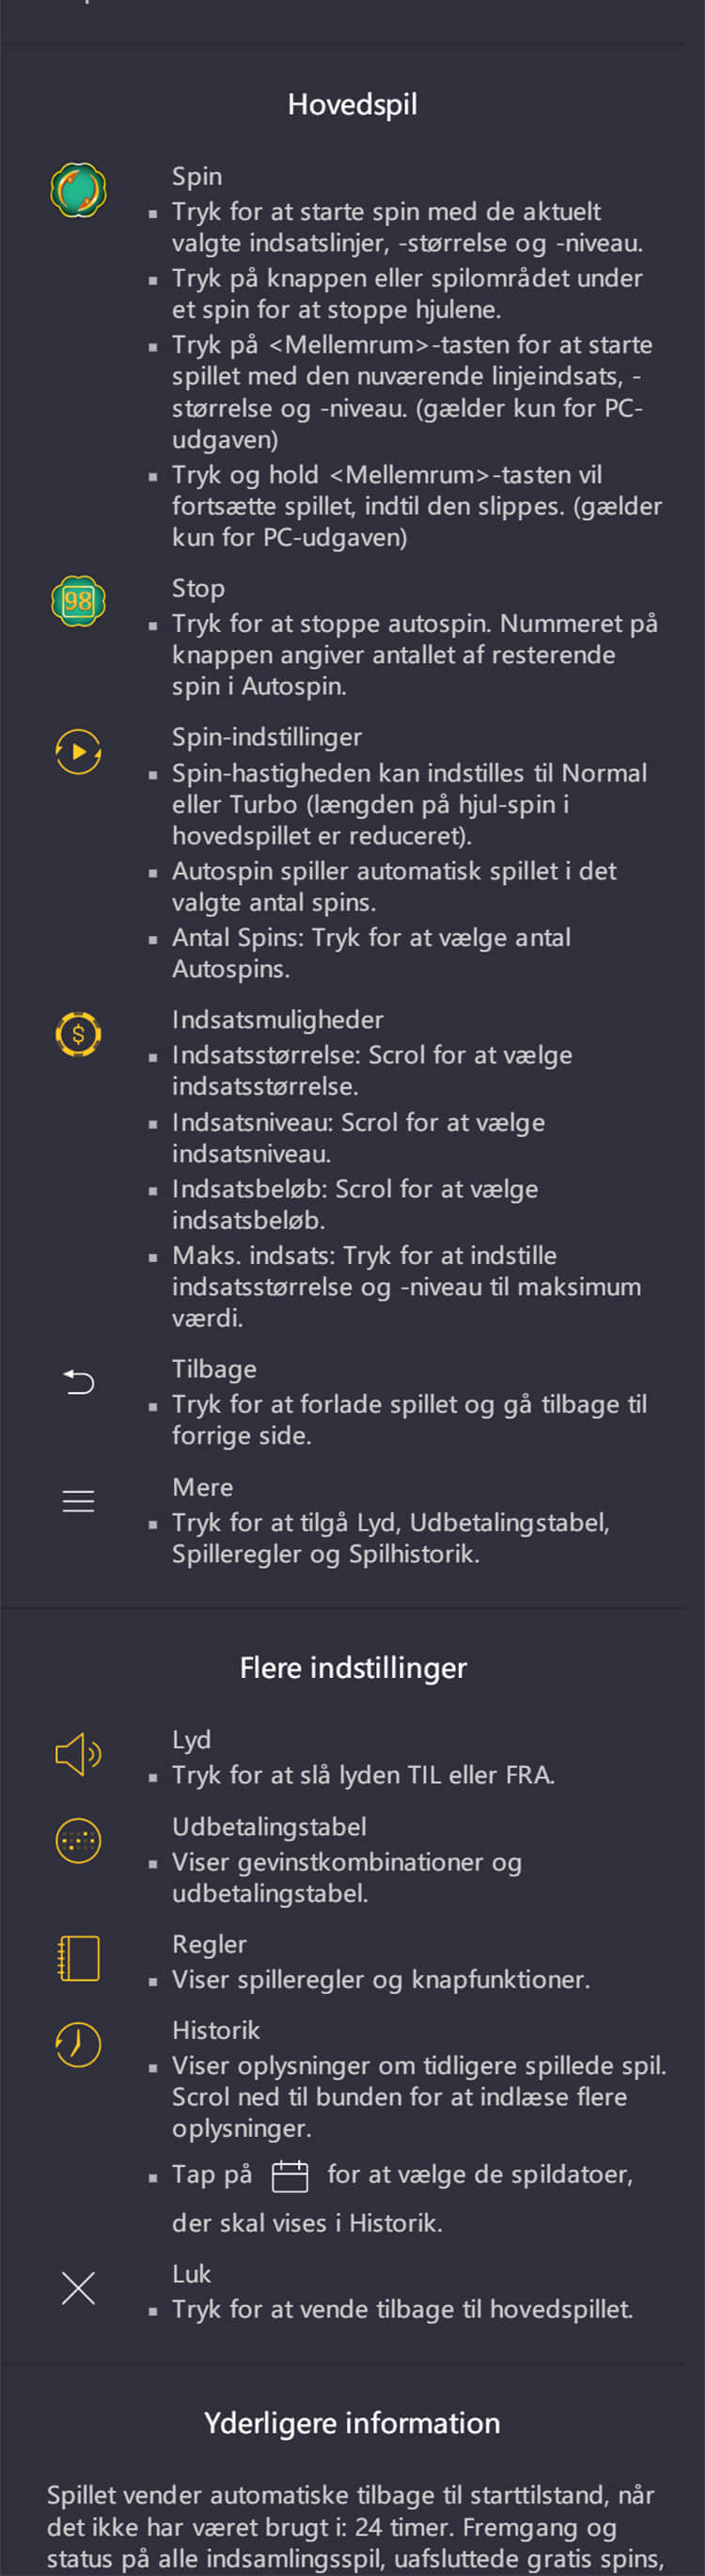 Hovedspil
Spin
▪ Tryk for at starte spin med de aktuelt
valgte indsatslinjer, -størrelse og -niveau.
▪ Tryk på knappen eller spilområdet under
et spin for at stoppe hjulene.
▪ Tryk på <Mellemrum>-tasten for at starte
spillet med den nuværende linjeindsats, -
størrelse og -niveau. (gælder kun for PC-
udgaven)
▪ Tryk og hold <Mellemrum>-tasten vil
fortsætte spillet, indtil den slippes. (gælder
kun for PC-udgaven)
98
Stop
▪ Tryk for at stoppe autospin. Nummeret på
knappen angiver antallet af resterende
spin i Autospin.
Spin-indstillinger
▪ Spin-hastigheden kan indstilles til Normal
eller Turbo (længden på hjul-spin i
hovedspillet er reduceret).
▪ Autospin spiller automatisk spillet i det
valgte antal spins.
▪ Antal Spins: Tryk for at vælge antal
Autospins.
$
Indsatsmuligheder
▪ Indsatsstørrelse: Scrol for at vælge
indsatsstørrelse.
▪ Indsatsniveau: Scrol for at vælge
indsatsniveau.
▪ Indsatsbeløb: Scrol for at vælge
indsatsbeløb.
▪ Maks. indsats: Tryk for at indstille
indsatsstørrelse og -niveau til maksimum
værdi.
Tilbage
▪ Tryk for at forlade spillet og gå tilbage til
forrige side.
Mere
▪ Tryk for at tilgå Lyd, Udbetalingstabel,
Spilleregler og Spilhistorik.
Flere indstillinger
Lyd
▪ Tryk for at slå lyden TIL eller FRA.
Udbetalingstabel
▪ Viser gevinstkombinationer og
udbetalingstabel.
Regler
▪ Viser spilleregler og knapfunktioner.
Historik
▪ Viser oplysninger om tidligere spillede spil.
Scrol ned til bunden for at indlæse flere
oplysninger.
▪ Tap på for at vælge de spildatoer,
der skal vises i Historik.
Luk
▪ Tryk for at vende tilbage til hovedspillet.
Yderligere information
Spillet vender automatiske tilbage til starttilstand, når
det ikke har været brugt i: 24 timer. Fremgang og
status på alle indsamlingsspil, uafsluttede gratis spins,